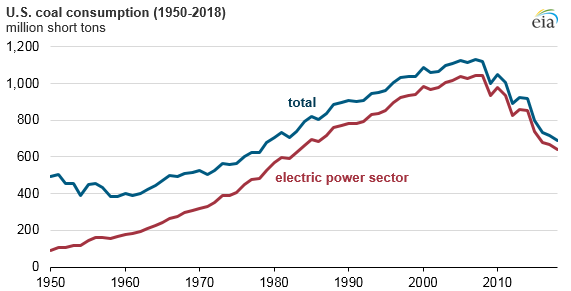 U.S. coal consumption (1950-2018)
million short tons
eia
1,200
1,000
800
600
400
200
0
total
electric power sector
1950 1960 1970 1980 1990 2000 2010